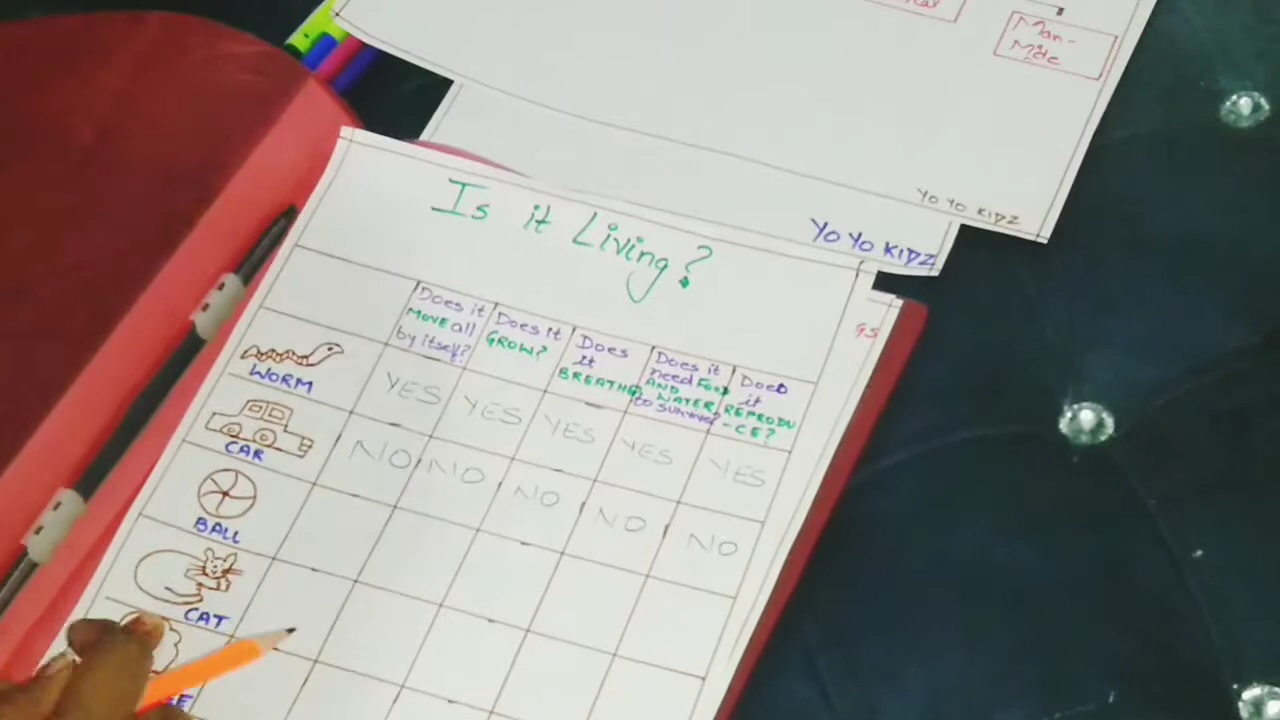 Man-
Made
YO YO KIDZ
YO YO KIDZ
Is it Living?
Does it
MOVE all
by itself?
Does it
GROW?
Does
it
BREATHE?
Does it
need FOOD
AND
WATER
to survive?
Does
it
REPRODU
-CE?
WORM
YES YES YES YES YES
CAR
NO NO NO NO NO
BALL
CAT